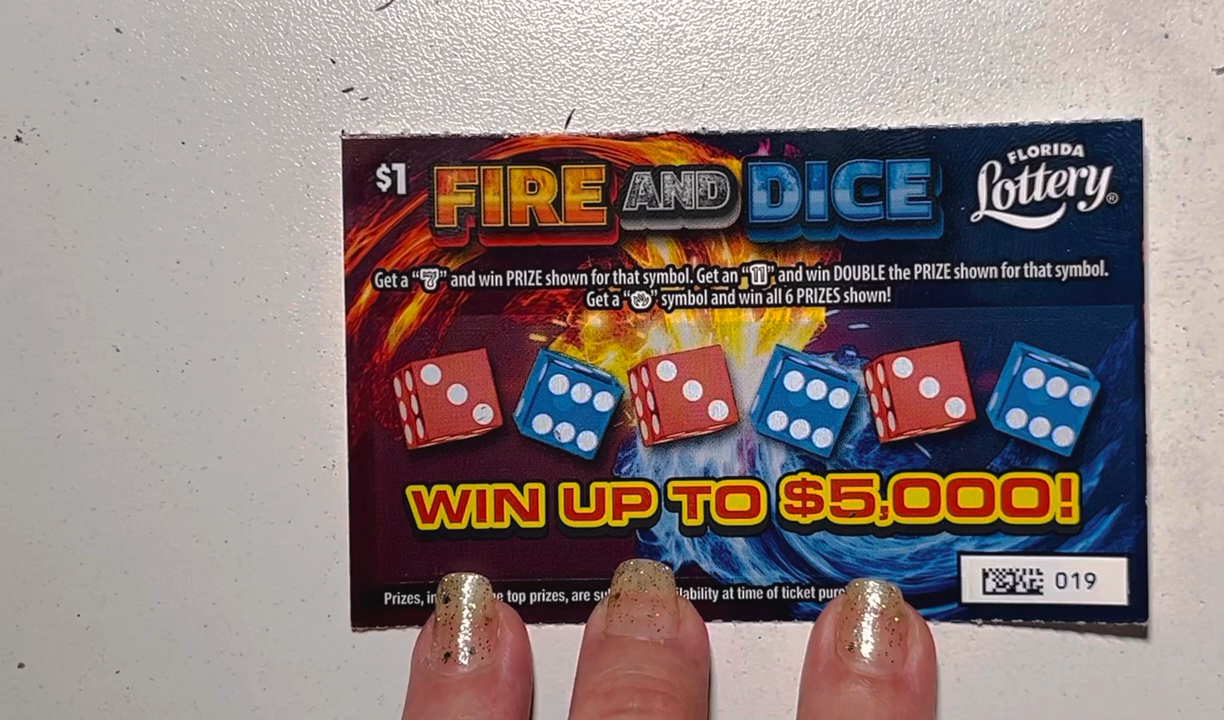 $1
FIRE AND DICE
FLORIDA
Lottery®
Get a "7" and win PRIZE shown for that symbol. Get an "11" and win DOUBLE the PRIZE shown for that symbol.
Get a " " symbol and win all 6 PRIZES shown!
WIN UP TO $5,000!
Prizes, top prizes, are at time of ticket
019